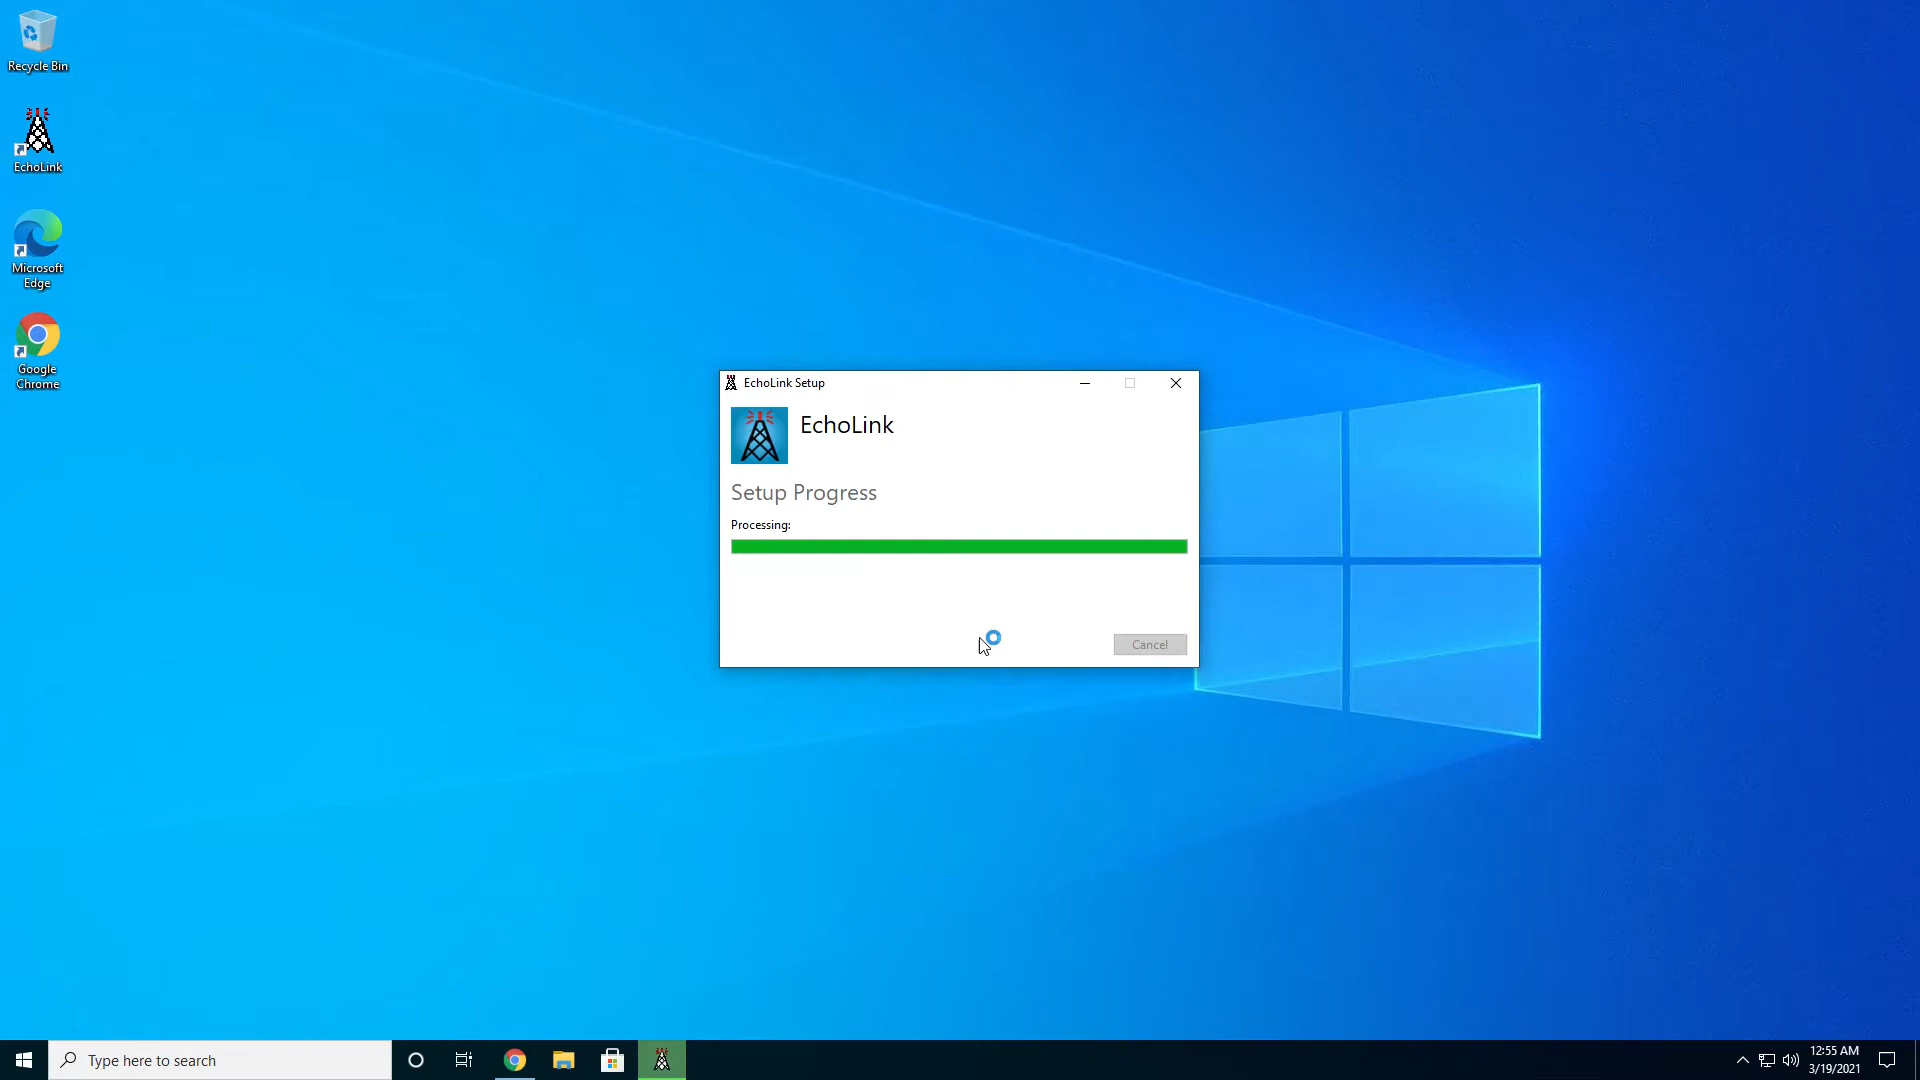 Recycle Bin
EchoLink
Microsoft
Edge
Google
Chrome
EchoLink Setup
EchoLink
Setup Progress
Processing:
Cancel
Type here to search
12:55 AM
3/19/2021